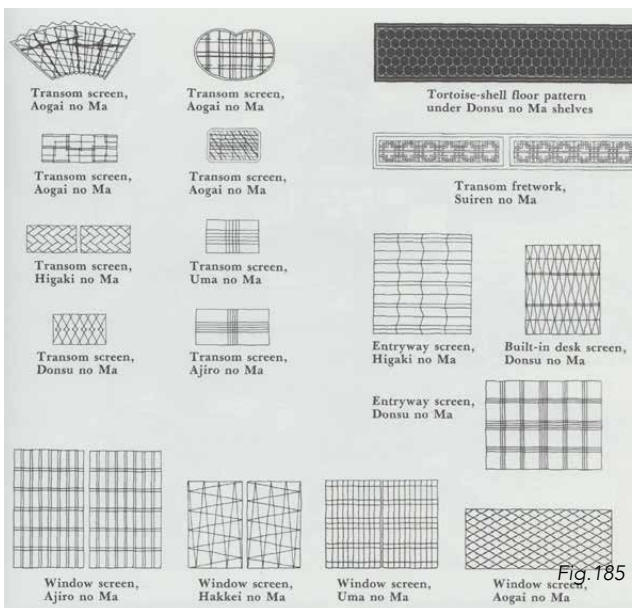 Transom screen,
Aogai no Ma
Transom screen,
Aogai no Ma
Tortoise-shell floor pattern
under Donsu no Ma shelves
Transom screen,
Aogai no Ma
Transom screen,
Aogai no Ma
Transom fretwork,
Suiren no Ma
Transom screen,
Higaki no Ma
Transom screen,
Uma no Ma
Transom screen,
Donsu no Ma
Transom screen,
Ajiro no Ma
Entryway screen,
Higaki no Ma
Built-in desk screen,
Donsu no Ma
Entryway screen,
Donsu no Ma
Window screen,
Ajiro no Ma
Window screen,
Hakkei no Ma
Window screen,
Uma no Ma
Window screen,
Aogai no Ma
Fig.185